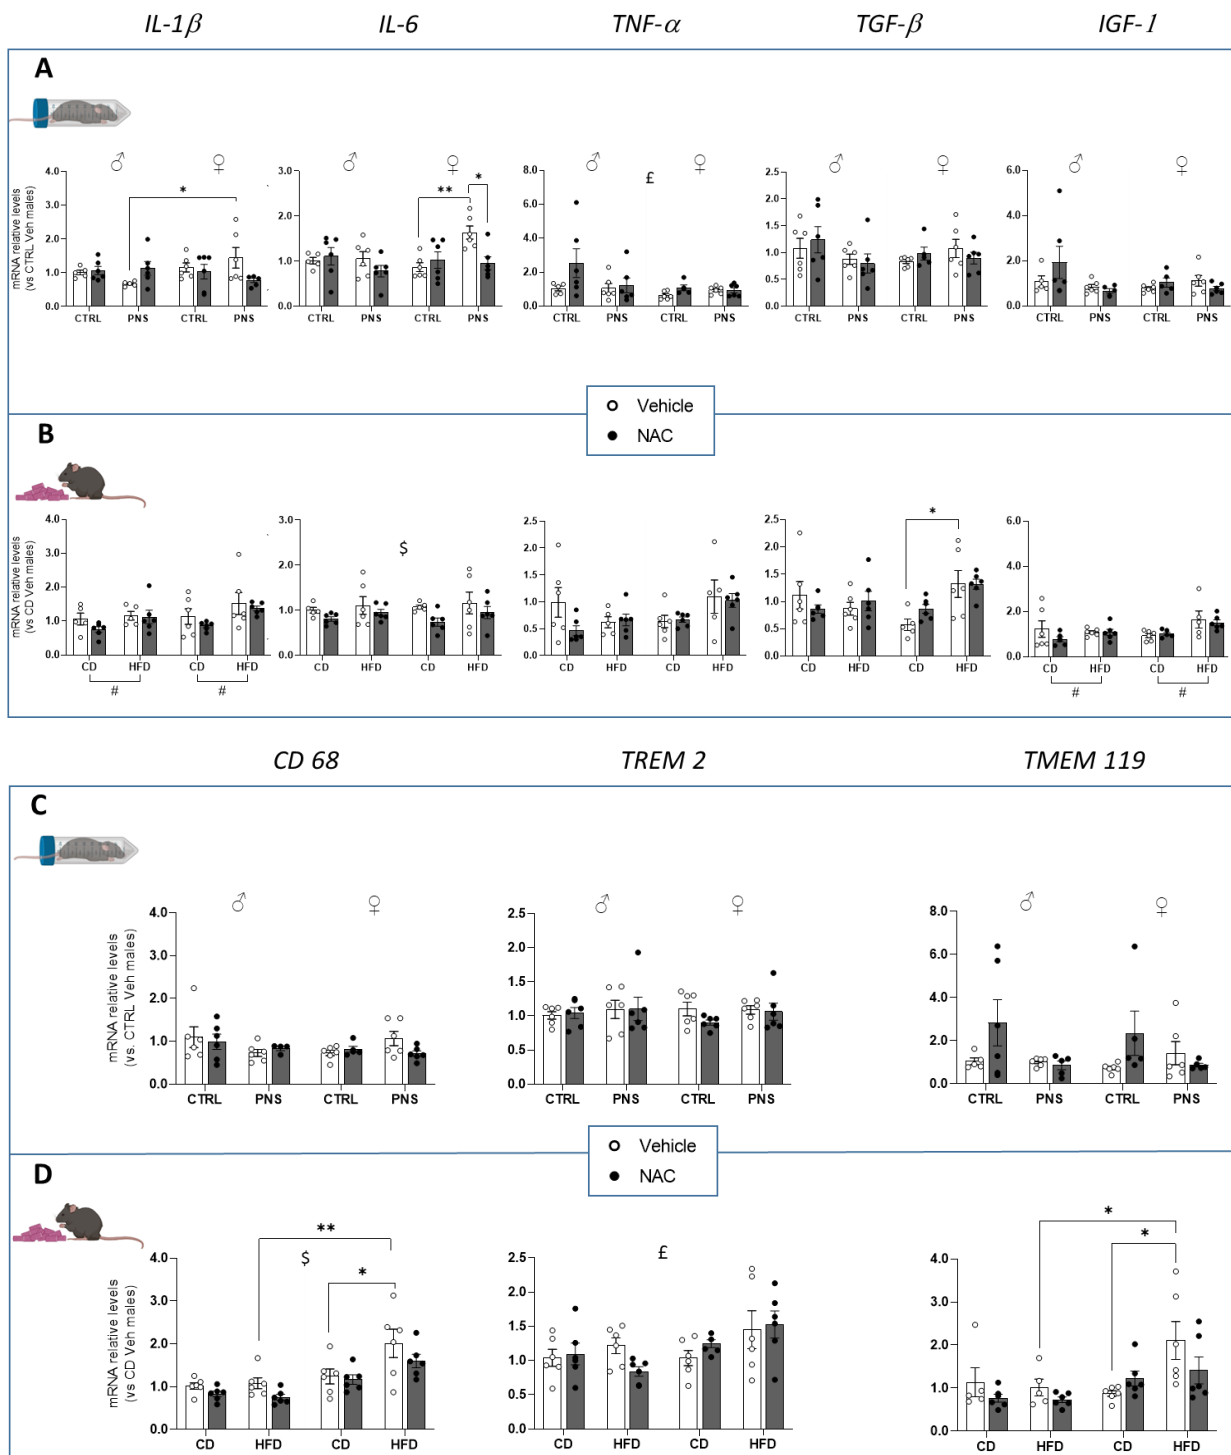 IL-1β IL-6 TNF-α TGF-β IGF-1
A
♂ ♀ ♂ ♀ ♂ ♀ ♂ ♀ ♂ ♀
mRNA relative levels
(vs CTRL Veh males)
4.0 3.0 2.0 1.0 0.0
* 
CTRL PNS CTRL PNS
3.0 2.0 1.0 0.0
** *
CTRL PNS CTRL PNS
8.0 6.0 4.0 2.0 0.0
£
CTRL PNS CTRL PNS
2.5 2.0 1.5 1.0 0.5 0.0
CTRL PNS CTRL PNS
6.0 4.0 2.0 0.0
CTRL PNS CTRL PNS
Vehicle
NAC
B
mRNA relative levels
(vs CD Veh males)
4.0 3.0 2.0 1.0 0.0
CD HFD CD HFD
# #
3.0 2.0 1.0 0.0
$
CD HFD CD HFD
2.5 2.0 1.5 1.0 0.5 0.0
CD HFD CD HFD
2.5 2.0 1.5 1.0 0.5 0.0
*
CD HFD CD HFD
6.0 4.0 2.0 0.0
CD HFD CD HFD
# #
CD 68 TREM 2 TMEM 119
C
♂ ♀ ♂ ♀ ♂ ♀
mRNA relative levels
(vs. CTRL Veh males)
4.0 3.0 2.0 1.0 0.0
CTRL PNS CTRL PNS
2.5 2.0 1.5 1.0 0.5 0.0
CTRL PNS CTRL PNS
8.0 6.0 4.0 2.0 0.0
CTRL PNS CTRL PNS
Vehicle
NAC
D
mRNA relative levels
(vs CD Veh males)
4.0 3.0 2.0 1.0 0.0
**
$
*
CD HFD CD HFD
2.5 2.0 1.5 1.0 0.5 0.0
£
CD HFD CD HFD
4.0 3.0 2.0 1.0 0.0
*
*
CD HFD CD HFD